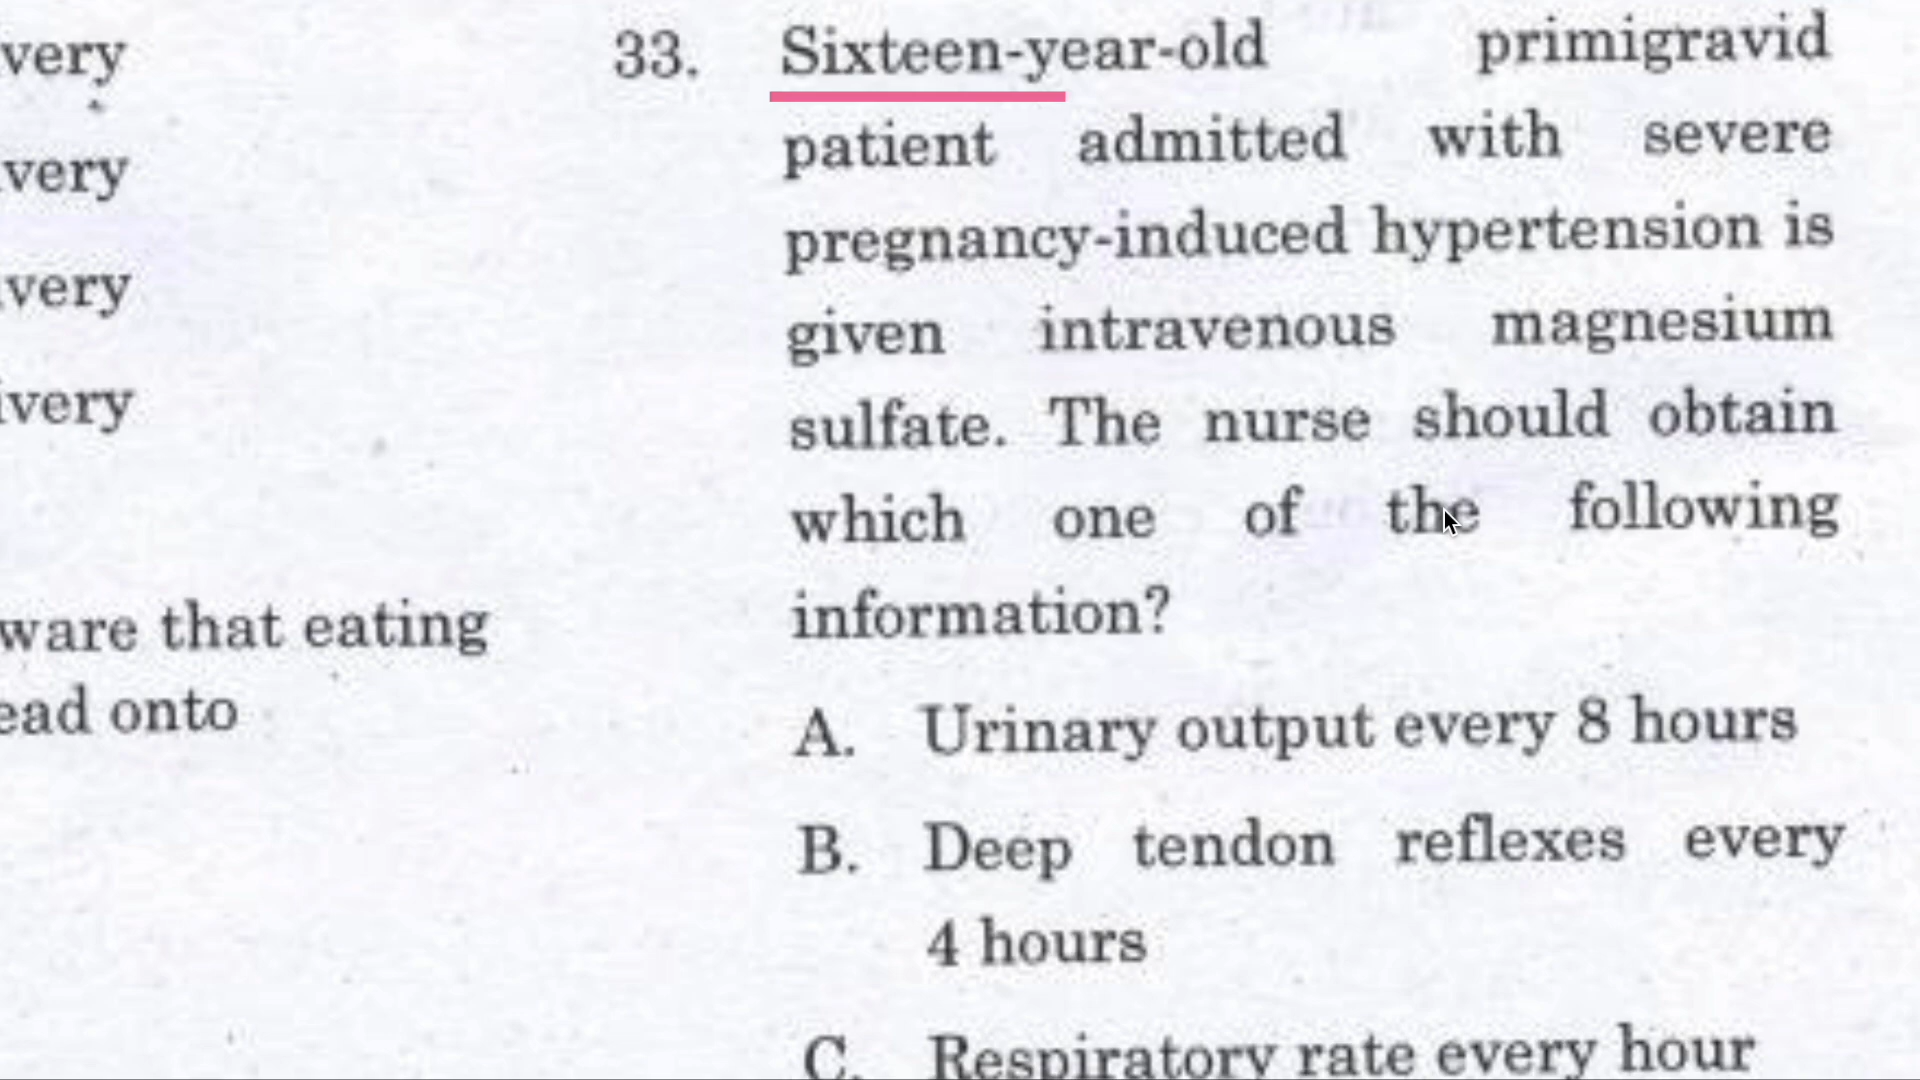 very
very
very
ivery
ware that eating
ead onto
33. Sixteen-year-old primigravid
patient admitted with severe
pregnancy-induced hypertension is
given intravenous magnesium
sulfate. The nurse should obtain
which one of the following
information?
A. Urinary output every 8 hours
B. Deep tendon reflexes every
4 hours
C. Respiratory rate every hour